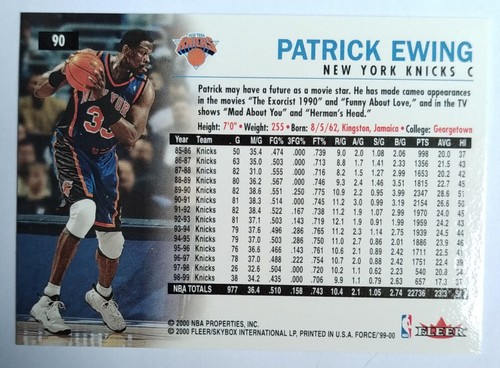 90
NEW YORK
KNICKS
PATRICK EWING
NEW YORK KNICKS C
Patrick may have a future as a movie star. He has made cameo appearances
in the movies "The Exorcist 1990" and "Funny About Love," and in the TV
shows "Mad About You" and "Herman's Head."
Height: 7'0" • Weight: 255 • Born: 8/5/62, Kingston, Jamaica • College: Georgetown
Year Team G M/G FG% 3FG% FT% R/G A/G S/G B/G PTS AVG HI
85-86 Knicks 50 35.4 .474 .000 .739 9.0 2.0 1.08 2.06 998 20.0 37
86-87 Knicks 63 35.0 .503 .000 .713 8.8 1.7 1.41 2.33 1356 21.5 43
87-88 Knicks 82 31.0 .555 .000 .716 8.2 1.5 1.27 2.99 1653 20.2 42
88-89 Knicks 80 36.2 .567 .000 .746 9.3 2.4 1.46 3.51 1815 22.7 45
89-90 Knicks 82 38.6 .551 .250 .775 10.9 2.2 0.95 3.99 2347 28.6 51
90-91 Knicks 81 38.3 .514 .000 .745 11.2 3.0 .99 3.19 2154 26.6 50
91-92 Knicks 82 38.4 .522 .167 .738 11.2 1.9 1.07 2.99 1970 24.0 45
92-93 Knicks 81 37.1 .503 .143 .719 12.1 1.9 .91 1.99 1959 24.2 43
93-94 Knicks 79 37.6 .496 .286 .765 11.2 2.3 1.14 2.75 1939 24.5 44
94-95 Knicks 79 37.0 .503 .286 .750 11.0 2.7 .86 2.01 1886 23.9 46
95-96 Knicks 76 36.6 .466 .143 .761 10.6 2.1 .89 2.42 1711 22.5 41
96-97 Knicks 78 37.0 .488 .222 .754 10.7 2.0 .88 2.42 1751 22.4
97-98 Knicks 26 32.6 .504 .000 .720 10.2 1.1 .62 2.20 540 20.8 34
98-99 Knicks 38 34.2 .435 .000 .706 9.9 1.1 .79 2.60 657 17.3 37
NBA TOTALS 977 36.4 .510 .158 .743 10.4 2.1 1.05 2.74 22736 23.3
© 2000 NBA PROPERTIES, INC.
© 2000 FLEER/SKYBOX INTERNATIONAL LP, PRINTED IN U.S.A. FORCE/'99-00
FLEER
NEW YORK
33